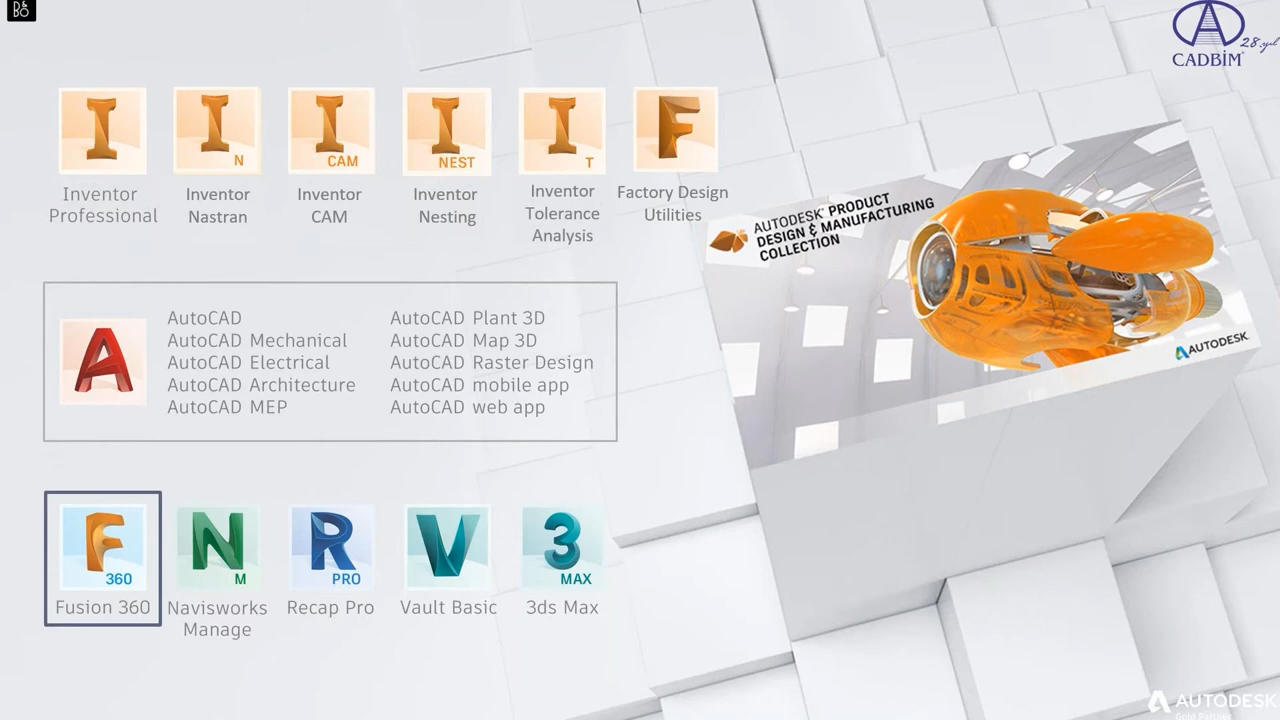 B&
BO
CADBİM
28.yıl
Inventor
Professional
N
Inventor
Nastran
CAM
Inventor
CAM
NEST
Inventor
Nesting
T
Inventor
Tolerance
Analysis
Factory Design
Utilities
AUTODESK® PRODUCT
DESIGN & MANUFACTURING
COLLECTION
AUTODESK
AutoCAD
AutoCAD Mechanical
AutoCAD Electrical
AutoCAD Architecture
AutoCAD MEP
AutoCAD Plant 3D
AutoCAD Map 3D
AutoCAD Raster Design
AutoCAD mobile app
AutoCAD web app
360
Fusion 360
M
Navisworks
Manage
PRO
Recap Pro
Vault Basic
MAX
3ds Max
AUTODESK
Gold Partner